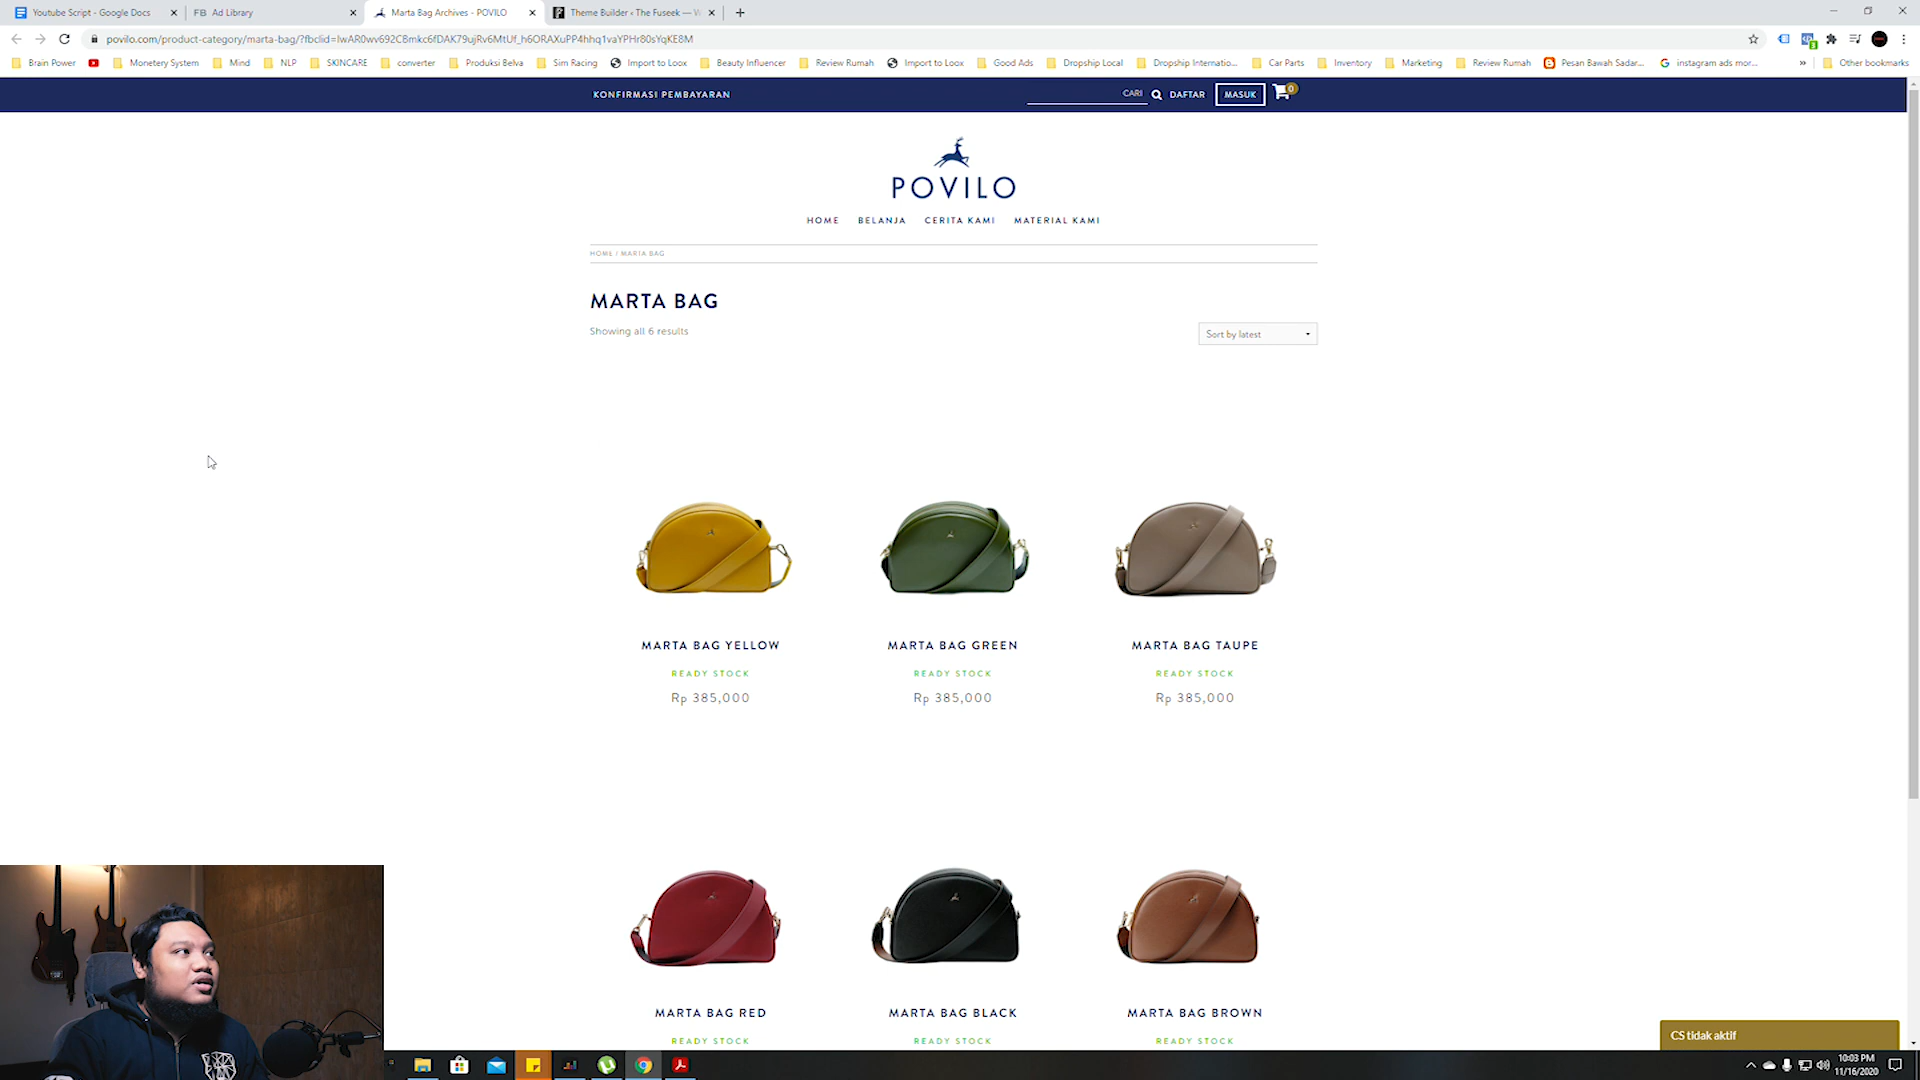 Youtube Script - Google Docs
FB Ad Library
Marta Bag Archives - POVILO
Theme Builder ‹ The Fuseek — W
povilo.com/product-category/marta-bag/?fbclid=IwAR0wv692C8mkc6fDAK79ujRv6MtUf_h6ORAXuPP4hhq1vaYPHr80sYqKE8M
Brain Power
Monetery System
Mind
NLP
SKINCARE
converter
Produksi Belva
Sim Racing
Import to Loox
Beauty Influencer
Review Rumah
Import to Loox
Good Ads
Dropship Local
Dropship Internatio...
Car Parts
Inventory
Marketing
Review Rumah
Pesan Bawah Sadar...
instagram ads mor...
»
Other bookmarks
KONFIRMASI PEMBAYARAN
CARI
DAFTAR
MASUK
0
POVILO
HOME
BELANJA
CERITA KAMI
MATERIAL KAMI
HOME / MARTA BAG
MARTA BAG
Showing all 6 results
Sort by latest
MARTA BAG YELLOW
MARTA BAG GREEN
MARTA BAG TAUPE
READY STOCK
READY STOCK
READY STOCK
Rp 385,000
Rp 385,000
Rp 385,000
MARTA BAG RED
MARTA BAG BLACK
MARTA BAG BROWN
READY STOCK
READY STOCK
READY STOCK
CS tidak aktif
10:03 PM
11/16/2020